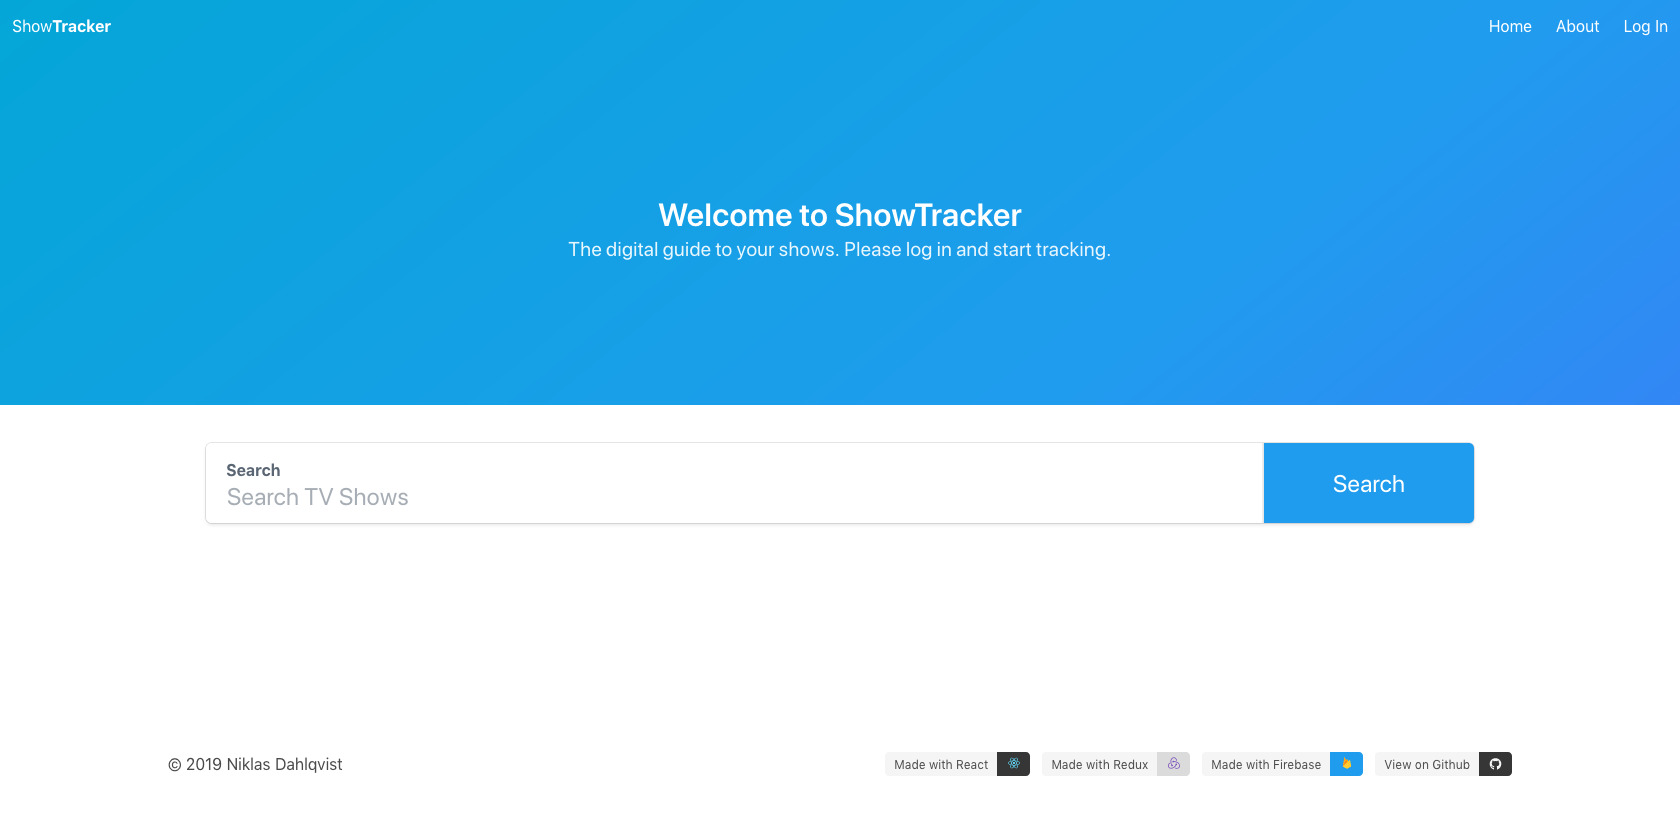 ShowTracker
Home About Log In
Welcome to ShowTracker
The digital guide to your shows. Please log in and start tracking.
Search
Search TV Shows
Search
© 2019 Niklas Dahlqvist
Made with React Made with Redux Made with Firebase View on Github